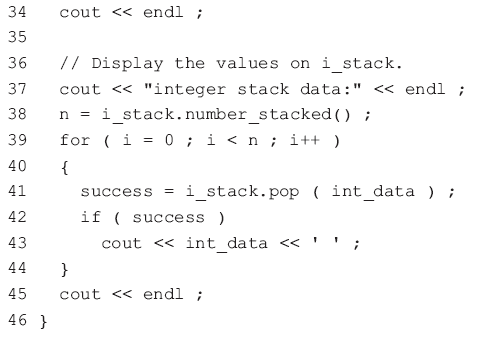 34   cout << endl ;
35
36   // Display the values on i_stack.
37   cout << "integer stack data:" << endl ;
38   n = i_stack.number_stacked() ;
39   for ( i = 0 ; i < n ; i++ )
40   {
41     success = i_stack.pop ( int_data ) ;
42     if ( success )
43       cout << int_data << ' ' ;
44   }
45   cout << endl ;
46 }